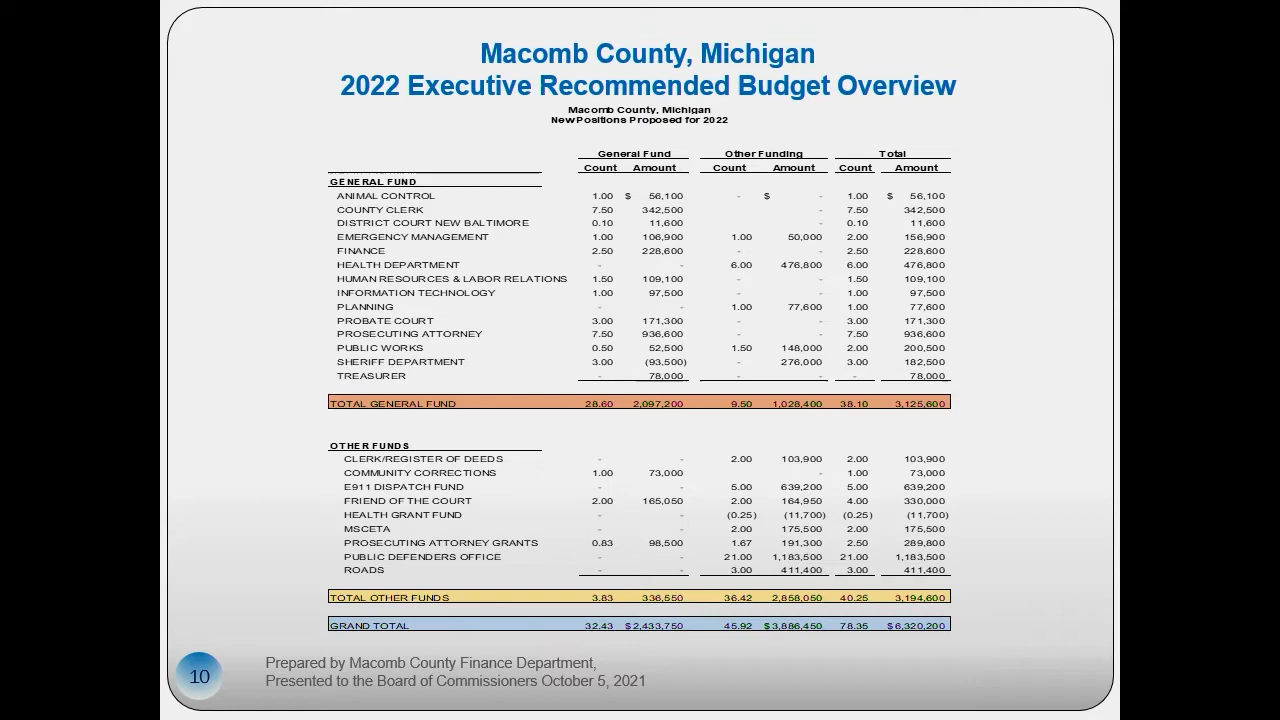 Macomb County, Michigan
2022 Executive Recommended Budget Overview
Macomb County, Michigan
New Positions Proposed for 2022
General Fund Other Funding Total
Count Amount Count Amount Count Amount
GENERAL FUND
ANIMAL CONTROL 1.00 $ 56,100 - $ - 1.00 $ 56,100
COUNTY CLERK 7.50 342,500 - 7.50 342,500
DISTRICT COURT NEW BALTIMORE 0.10 11,600 - 0.10 11,600
EMERGENCY MANAGEMENT 1.00 106,900 1.00 50,000 2.00 156,900
FINANCE 2.50 228,600 - - 2.50 228,600
HEALTH DEPARTMENT - - 6.00 476,800 6.00 476,800
HUMAN RESOURCES & LABOR RELATIONS 1.50 109,100 - - 1.50 109,100
INFORMATION TECHNOLOGY 1.00 97,500 - - 1.00 97,500
PLANNING - - 1.00 77,600 1.00 77,600
PROBATE COURT 3.00 171,300 - - 3.00 171,300
PROSECUTING ATTORNEY 7.50 936,600 - - 7.50 936,600
PUBLIC WORKS 0.50 52,500 1.50 148,000 2.00 200,500
SHERIFF DEPARTMENT 3.00 (93,500) - 276,000 3.00 182,500
TREASURER - 78,000 - - - 78,000
TOTAL GENERAL FUND 28.60 2,097,200 9.50 1,028,400 38.10 3,125,600
OTHER FUNDS
CLERK/REGISTER OF DEEDS - - 2.00 103,900 2.00 103,900
COMMUNITY CORRECTIONS 1.00 73,000 - 1.00 73,000
E911 DISPATCH FUND - - 5.00 639,200 5.00 639,200
FRIEND OF THE COURT 2.00 165,050 2.00 164,950 4.00 330,000
HEALTH GRANT FUND - - (0.25) (11,700) (0.25) (11,700)
MSCETA - - 2.00 175,500 2.00 175,500
PROSECUTING ATTORNEY GRANTS 0.83 98,500 1.67 191,300 2.50 289,800
PUBLIC DEFENDERS OFFICE - - 21.00 1,183,500 21.00 1,183,500
ROADS - - 3.00 411,400 3.00 411,400
TOTAL OTHER FUNDS 3.83 336,550 36.42 2,858,050 40.25 3,194,600
GRAND TOTAL 32.43 $ 2,433,750 45.92 $ 3,886,450 78.35 $ 6,320,200
10
Prepared by Macomb County Finance Department,
Presented to the Board of Commissioners October 5, 2021